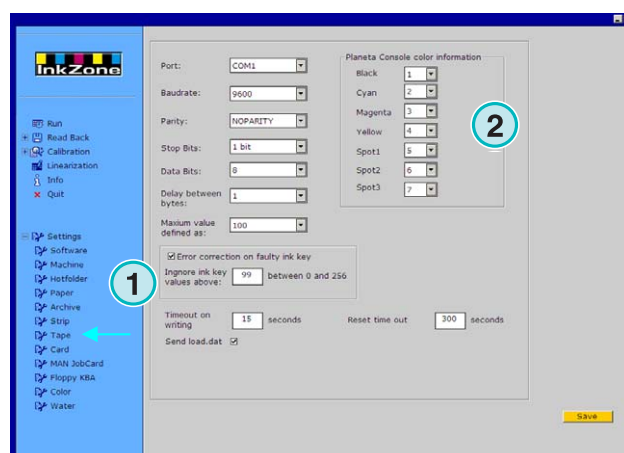 InkZone
Run
Read Back
Calibration
Linearization
Info
Quit
Settings
Software
Machine
Hotfolder
Paper
Archive
Strip
Tape
Card
MAN JobCard
Floppy KBA
Color
Water
Port: COM1
Baudrate: 9600
Parity: NOPARITY
Stop Bits: 1 bit
Data Bits: 8
Delay between
bytes: 1
Maxium value
defined as: 100
Planeta Console color information
Black 1
Cyan 2
Magenta 3
Yellow 4
Spot1 5
Spot2 6
Spot3 7
2
1
Error correction on faulty ink key
Ingnore ink key
values above: 99 between 0 and 256
Timeout on
writing 15 seconds
Reset time out 300 seconds
Send load.dat
Save